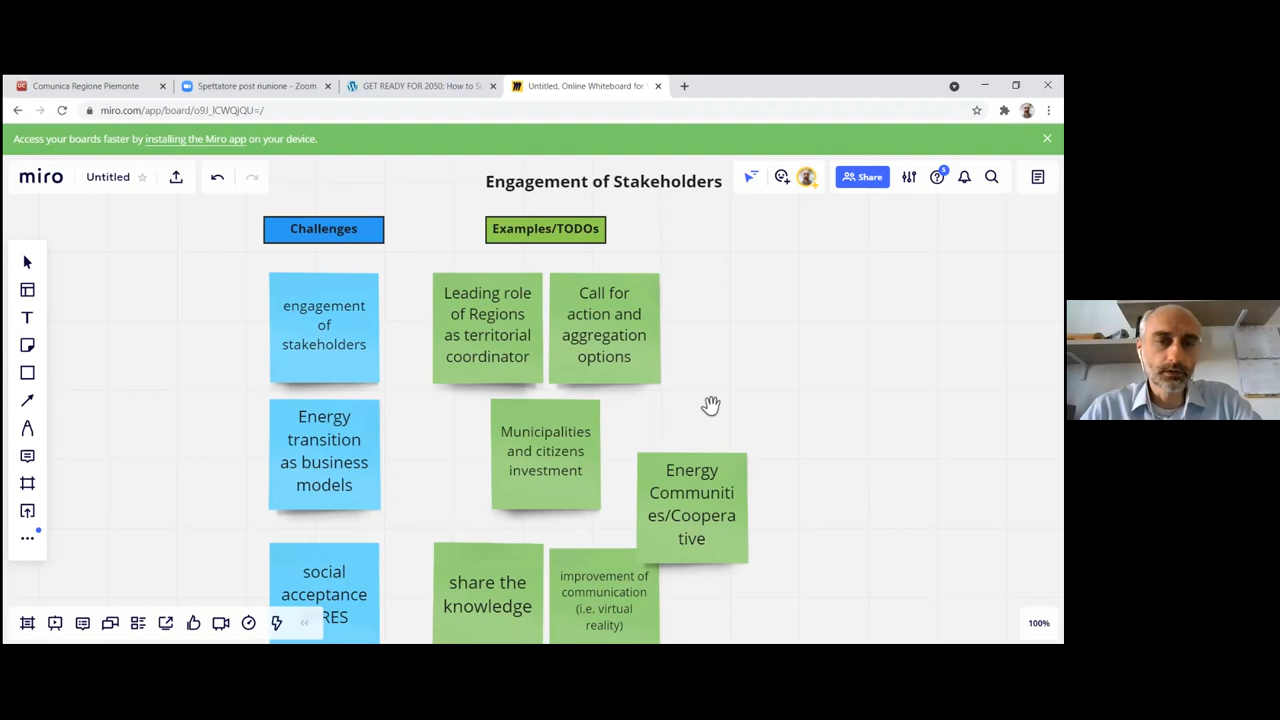 Comunica Regione Piemonte
Spettatore post riunione - Zoom
GET READY FOR 2050: How to S
Untitled, Online Whiteboard for
miro.com/app/board/o9J_lCWQjQU=/
Access your boards faster by installing the Miro app on your device.
miro
Untitled
Engagement of Stakeholders
Share
5
Challenges
Examples/TODOs
engagement
of
stakeholders
Leading role
of Regions
as territorial
coordinator
Call for
action and
aggregation
options
Energy
transition
as business
models
Municipalities
and citizens
investment
Energy
Communiti
es/Coopera
tive
social
acceptance
RES
share the
knowledge
improvement of
communication
(i.e. virtual
reality)
100%